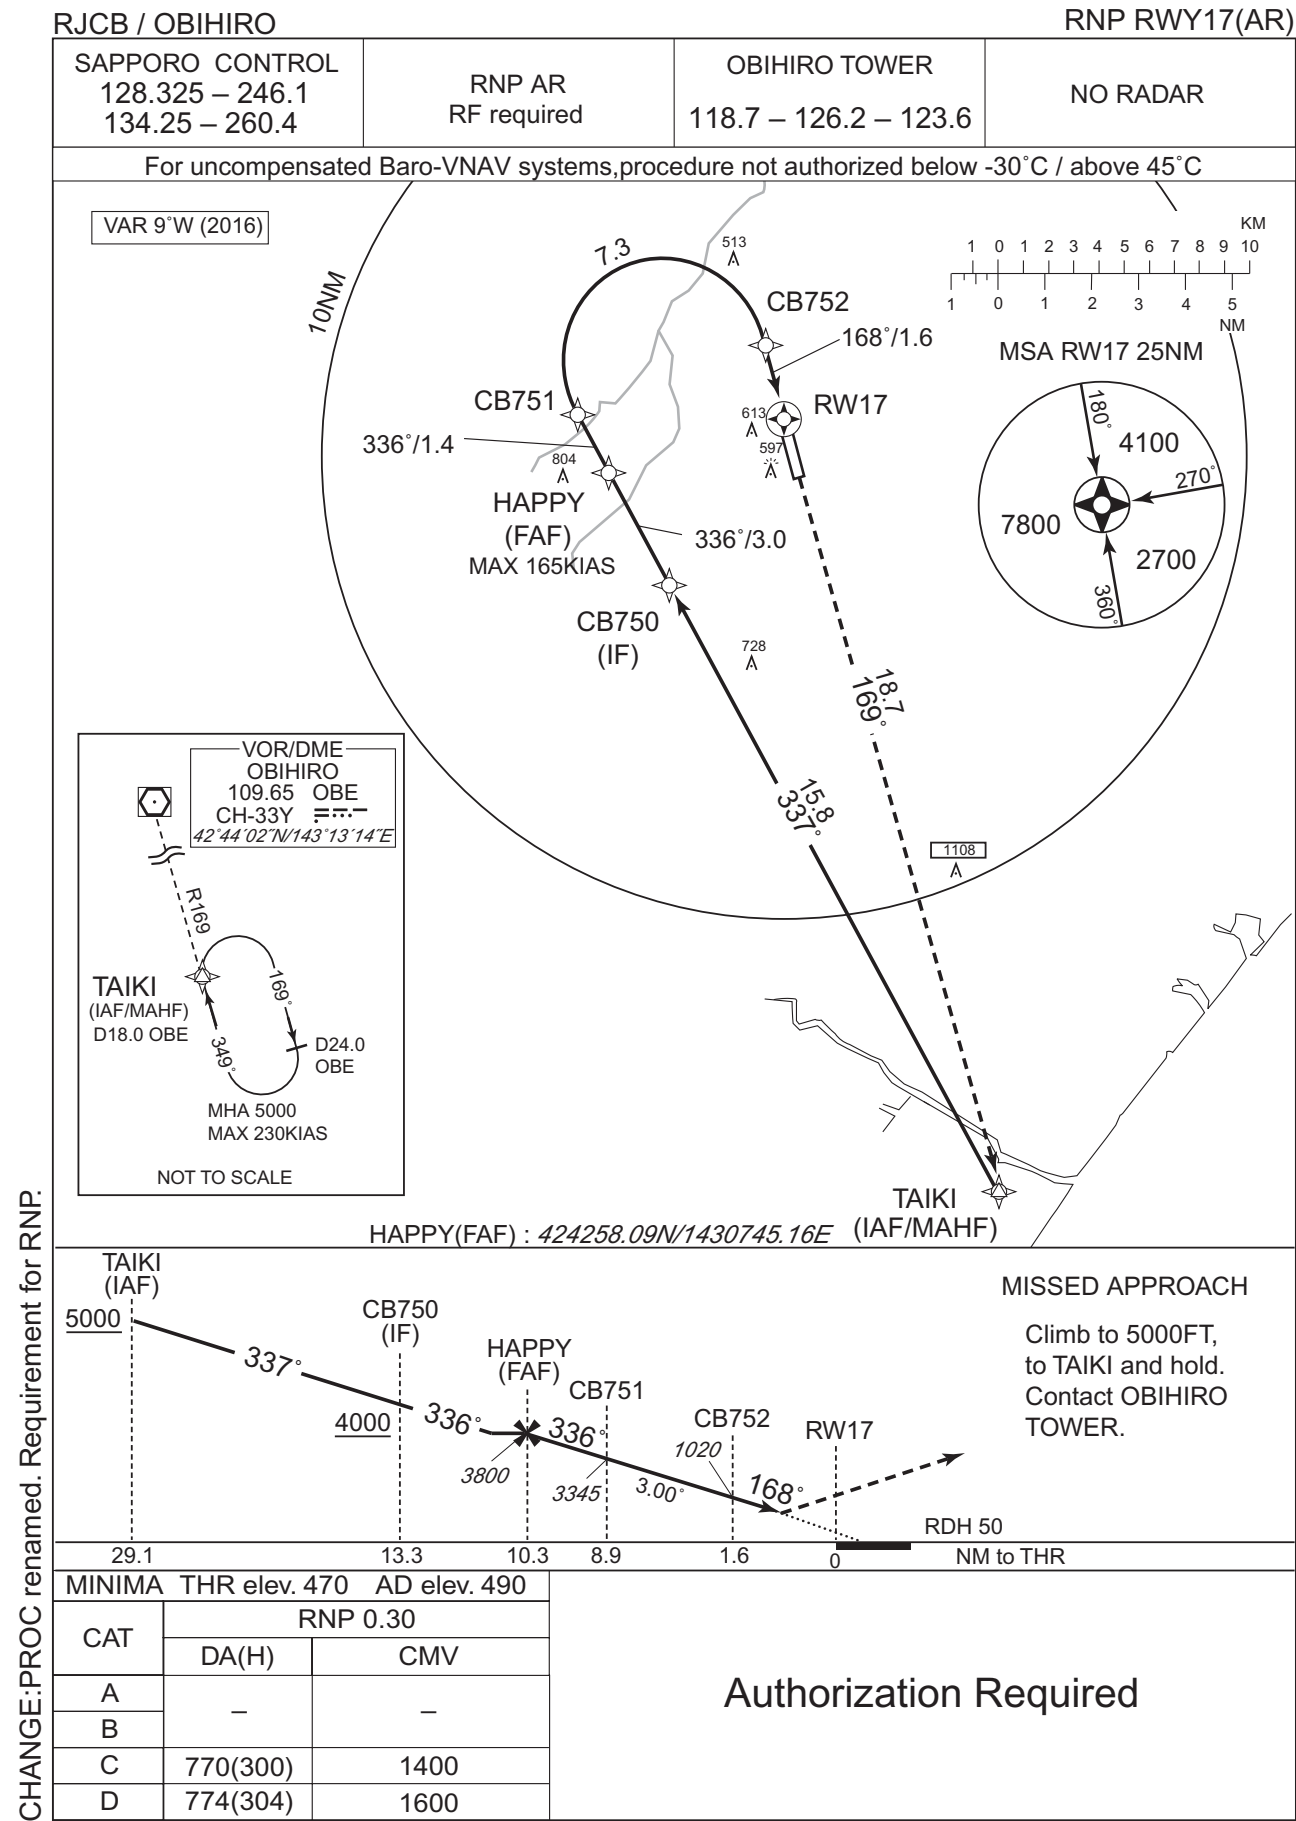 RJCB / OBIHIRO
RNP RWY17(AR)
SAPPORO CONTROL
128.325 – 246.1
134.25 – 260.4
RNP AR
RF required
OBIHIRO TOWER
118.7 – 126.2 – 123.6
NO RADAR
For uncompensated Baro-VNAV systems,procedure not authorized below -30˚C / above 45˚C
VAR 9˚W (2016)
10NM
7.3
513
CB752
168˚/1.6
KM
1 0 1 2 3 4 5 6 7 8 9 10
1 0 1 2 3 4 5
NM
MSA RW17 25NM
180˚
4100
270˚
7800
2700
360˚
CB751
336˚/1.4
613
RW17
597
804
HAPPY
(FAF)
MAX 165KIAS
336˚/3.0
CB750
(IF)
728
18.7
169˚
15.8
337˚
1108
VOR/DME
OBIHIRO
109.65 OBE
CH-33Y
42˚44´02˝N/143˚13´14˝E
R169
TAIKI
(IAF/MAHF)
D18.0 OBE
169˚
349˚
D24.0
OBE
MHA 5000
MAX 230KIAS
NOT TO SCALE
TAIKI
(IAF/MAHF)
HAPPY(FAF) : 424258.09N/1430745.16E
TAIKI
(IAF)
5000
337˚
CB750
(IF)
4000
336˚
HAPPY
(FAF)
3800
336˚
CB751
3345
3.00˚
CB752
1020
168˚
RW17
MISSED APPROACH
Climb to 5000FT,
to TAIKI and hold.
Contact OBIHIRO
TOWER.
RDH 50
29.1 13.3 10.3 8.9 1.6 0 NM to THR
MINIMA THR elev. 470 AD elev. 490
CAT
RNP 0.30
DA(H) CMV
A
– –
B
C 770(300) 1400
D 774(304) 1600
Authorization Required
CHANGE:PROC renamed. Requirement for RNP.